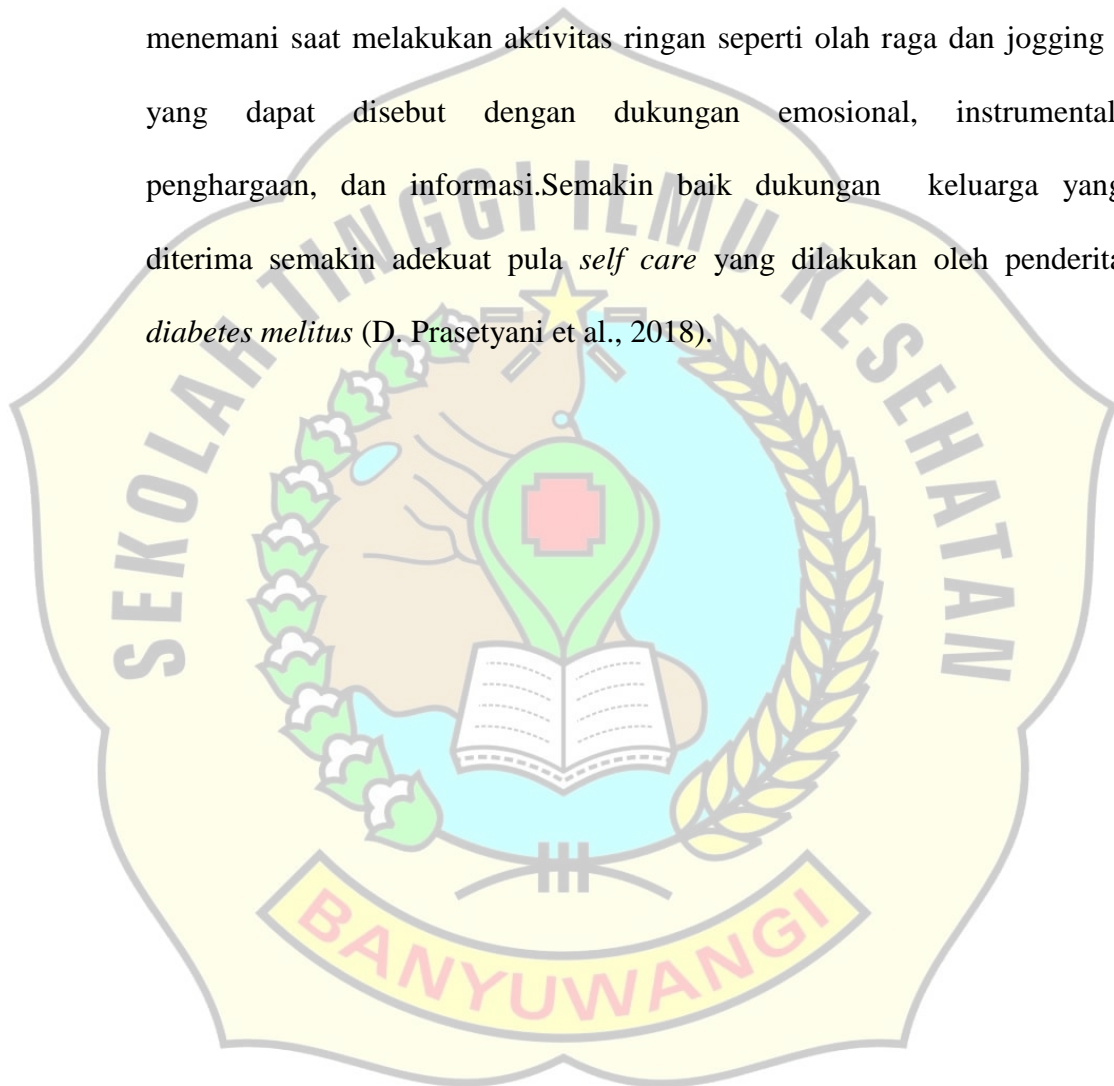 menemani saat melakukan aktivitas ringan seperti olah raga dan jogging
yang dapat disebut dengan dukungan emosional, instrumental
penghargaan, dan informasi.Semakin baik dukungan keluarga yang
diterima semakin adekuat pula self care yang dilakukan oleh penderita
diabetes melitus (D. Prasetyani et al., 2018).
SEKOLAH TINGGI ILMU KESEHATAN
BANYUWANGI